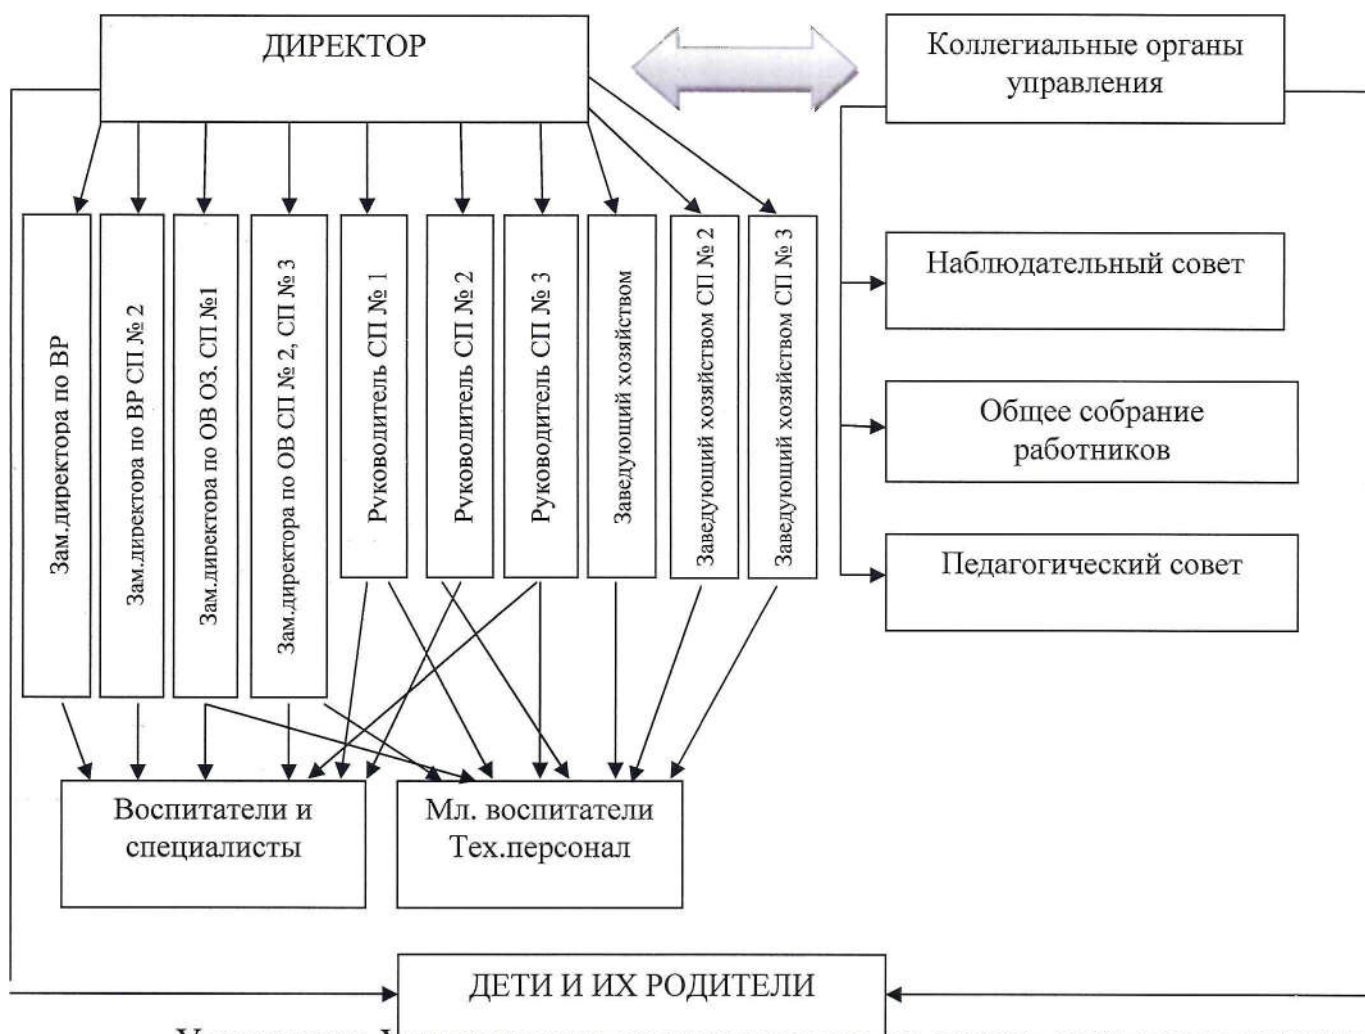 ДИРЕКТОР
Коллегиальные органы
управления
Зам.директора по ВР
Зам.директора по ВР СП № 2
Зам.директора по ОВ ОЗ. СП №1
Зам.директора по ОВ СП № 2, СП № 3
Руководитель СП № 1
Руководитель СП № 2
Руководитель СП № 3
Заведующий хозяйством
Заведующий хозяйством СП № 2
Заведующий хозяйством СП № 3
Наблюдательный совет
Общее собрание
работников
Педагогический совет
Воспитатели и
специалисты
Мл. воспитатели
Тех.персонал
ДЕТИ И ИХ РОДИТЕЛИ